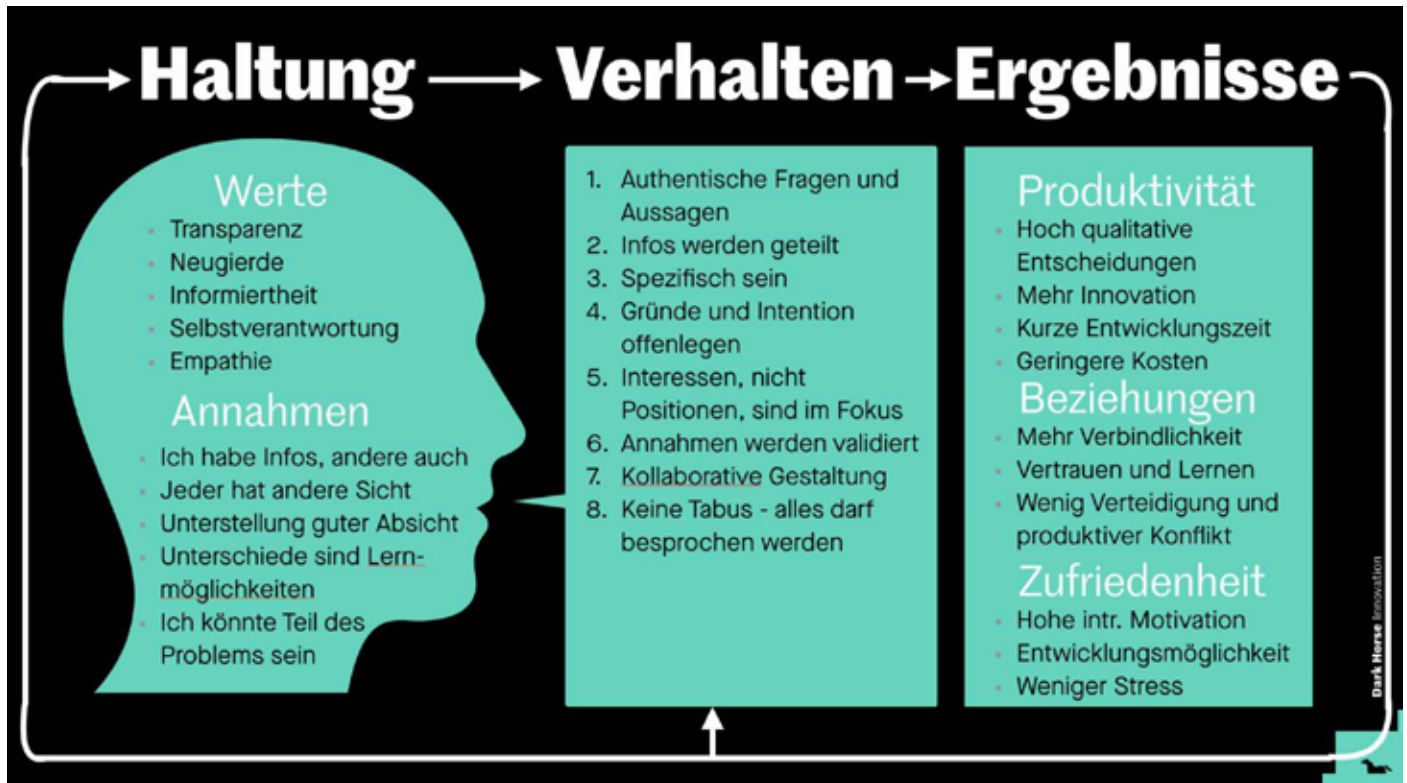 Haltung
Verhalten
Ergebnisse
Werte
Transparenz
Neugierde
Informiertheit
Selbstverantwortung
Empathie
Annahmen
Ich habe Infos, andere auch
Jeder hat andere Sicht
Unterstellung guter Absicht
Unterschiede sind Lern-
möglichkeiten
Ich könnte Teil des
Problems sein
1. Authentische Fragen und
Aussagen
2. Infos werden geteilt
3. Spezifisch sein
4. Gründe und Intention
offenlegen
5. Interessen, nicht
Positionen, sind im Fokus
6. Annahmen werden validiert
7. Kollaborative Gestaltung
8. Keine Tabus - alles darf
besprochen werden
Produktivität
Hoch qualitative
Entscheidungen
Mehr Innovation
Kurze Entwicklungszeit
Geringere Kosten
Beziehungen
Mehr Verbindlichkeit
Vertrauen und Lernen
Wenig Verteidigung und
produktiver Konflikt
Zufriedenheit
Hohe intr. Motivation
Entwicklungsmöglichkeit
Weniger Stress
Dark Horse Innovation